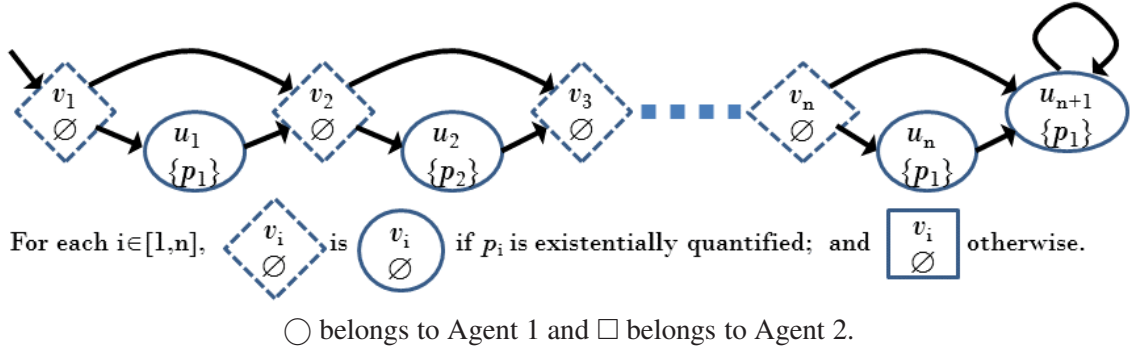 v₁ v₂ v₃ vₙ uₙ₊₁
∅ ∅ ∅ ∅ {p₁}
u₁ u₂ uₙ
{p₁} {p₂} {p₁}
For each i∈[1,n], vᵢ ∅ is vᵢ ∅ if pᵢ is existentially quantified; and vᵢ ∅ otherwise.
◯ belongs to Agent 1 and □ belongs to Agent 2.